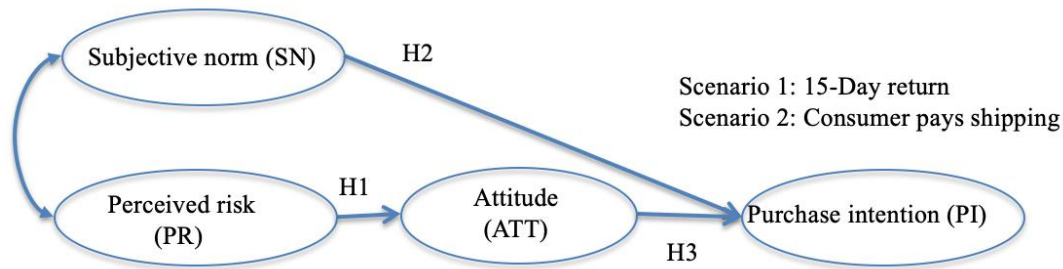 Subjective norm (SN)
H2
Scenario 1: 15-Day return
Scenario 2: Consumer pays shipping
Perceived risk
(PR)
H1
Attitude
(ATT)
H3
Purchase intention (PI)